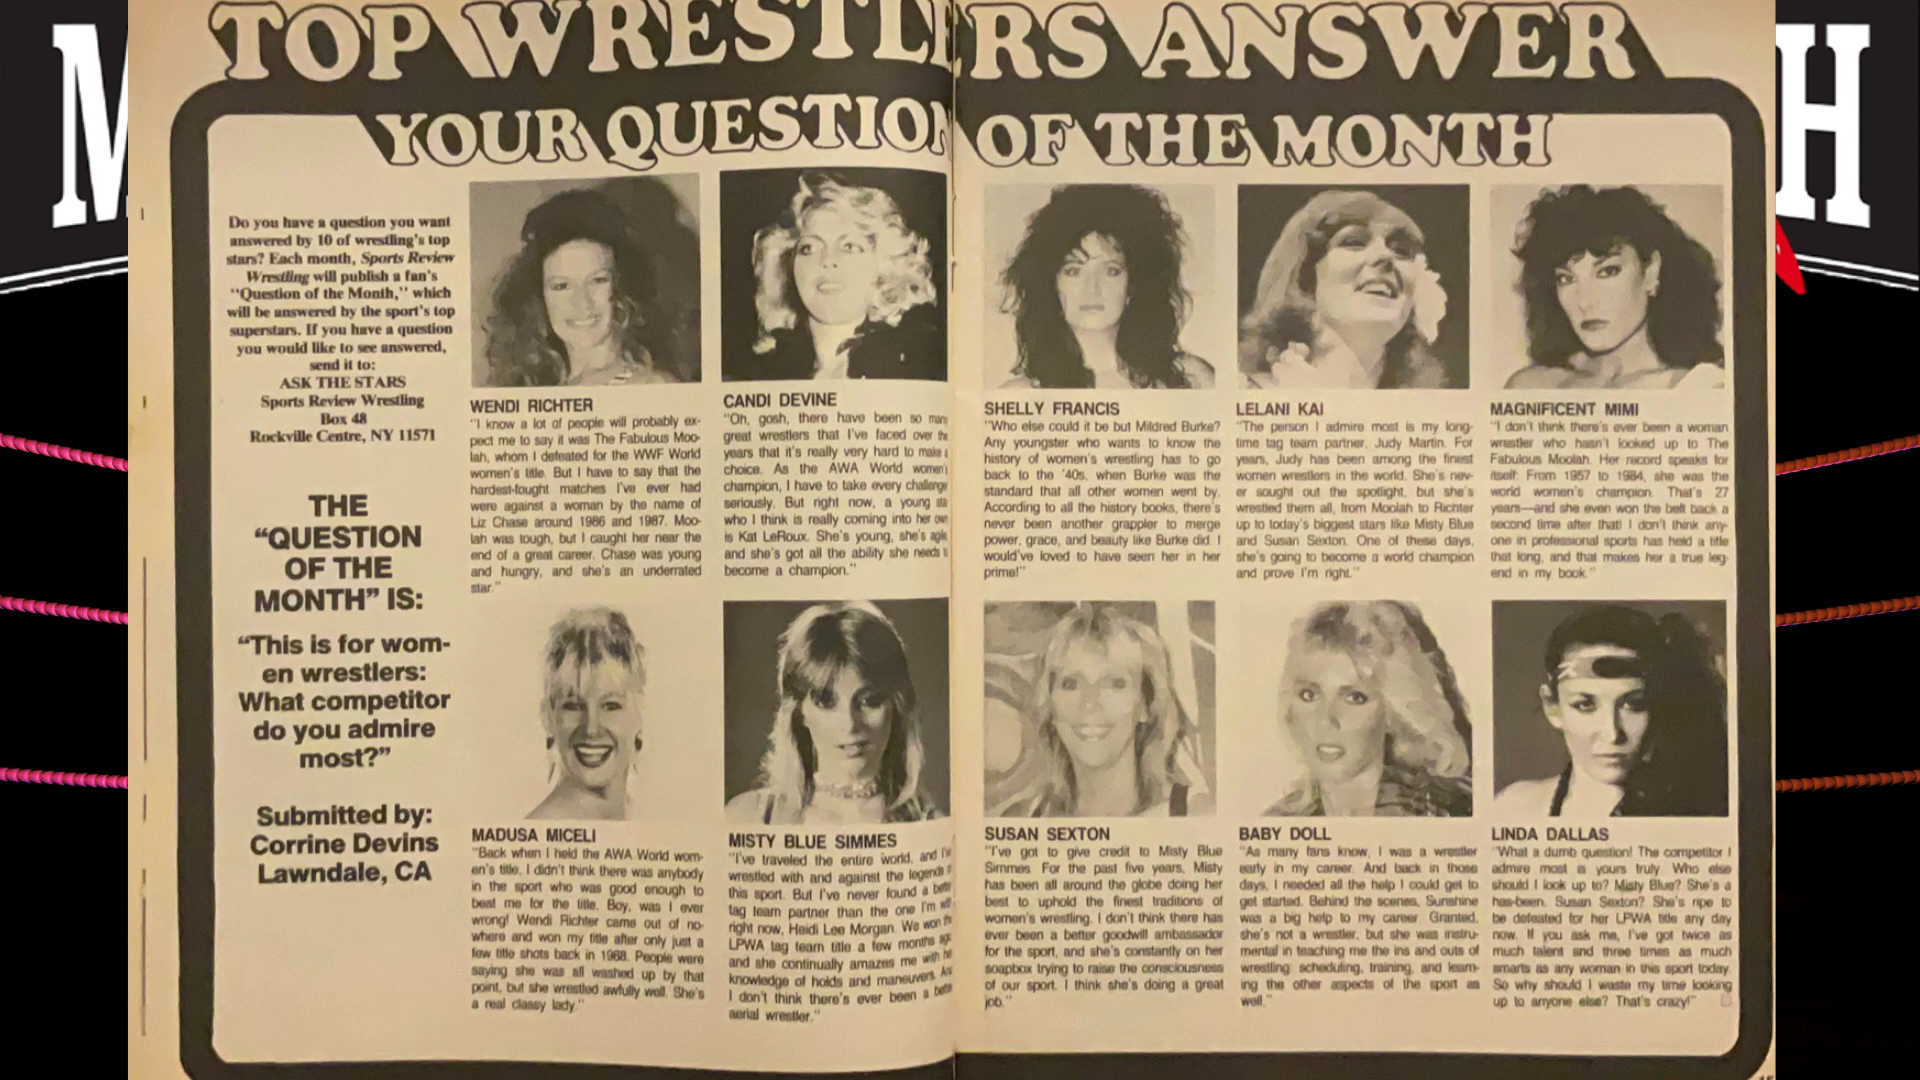 M
H
TOP WRESTLERS ANSWER
YOUR QUESTION OF THE MONTH
Do you have a question you want
answered by 10 of wrestling's top
stars? Each month, Sports Review
Wrestling will publish a fan's
"Question of the Month," which
will be answered by the sport's top
superstars. If you have a question
you would like to see answered,
send it to:
ASK THE STARS
Sports Review Wrestling
Box 48
Rockville Centre, NY 11571
THE
"QUESTION
OF THE
MONTH" IS:
"This is for wom-
en wrestlers:
What competitor
do you admire
most?"
Submitted by:
Corrine Devins
Lawndale, CA
WENDI RICHTER
"I know a lot of people will probably ex-
pect me to say it was The Fabulous Moo-
lah, whom I defeated for the WWF World
women's title. But I have to say that the
hardest-fought matches I've ever had
were against a woman by the name of
Liz Chase around 1986 and 1987. Moo-
lah was tough, but I caught her near the
end of a great career. Chase was young
and hungry, and she's an underrated
star."
CANDI DEVINE
"Oh, gosh, there have been so many
great wrestlers that I've faced over the
years that it's really very hard to make a
choice. As the AWA World women's
champion, I have to take every challenge
seriously. But right now, a young star
who I think is really coming into her own
is Kat LeRoux. She's young, she's agile
and she's got all the ability she needs to
become a champion."
SHELLY FRANCIS
"Who else could it be but Mildred Burke?
Any youngster who wants to know the
history of women's wrestling has to go
back to the '40s, when Burke was the
standard that all other women went by.
According to all the history books, there's
never been another grappler to merge
power, grace, and beauty like Burke did. I
would've loved to have seen her in her
prime!"
LELANI KAI
"The person I admire most is my long-
time tag team partner, Judy Martin. For
years, Judy has been among the finest
women wrestlers in the world. She's nev-
er sought out the spotlight, but she's
wrestled them all, from Moolah to Richter
up to today's biggest stars like Misty Blue
and Susan Sexton. One of these days,
she's going to become a world champion
and prove I'm right."
MAGNIFICENT MIMI
"I don't think there's ever been a woman
wrestler who hasn't looked up to The
Fabulous Moolah. Her record speaks for
itself: From 1957 to 1984, she was the
world women's champion. That's 27
years—and she even won the belt back a
second time after that! I don't think any-
one in professional sports has held a title
that long, and that makes her a true leg-
end in my book."
MADUSA MICELI
"Back when I held the AWA World wom-
en's title, I didn't think there was anybody
in the sport who was good enough to
beat me for the title. Boy, was I ever
wrong! Wendi Richter came out of no-
where and won my title after only just a
few title shots back in 1988. People were
saying she was all washed up by that
point, but she wrestled awfully well. She's
a real classy lady."
MISTY BLUE SIMMES
"I've traveled the entire world, and I've
wrestled with and against the legends of
this sport. But I've never found a better
tag team partner than the one I'm with
right now, Heidi Lee Morgan. We won the
LPWA tag team title a few months ago
and she continually amazes me with her
knowledge of holds and maneuvers. And
I don't think there's ever been a better
aerial wrestler."
SUSAN SEXTON
"I've got to give credit to Misty Blue
Simmes. For the past five years, Misty
has been all around the globe doing her
best to uphold the finest traditions of
women's wrestling. I don't think there has
ever been a better goodwill ambassador
for the sport, and she's constantly on her
soapbox trying to raise the consciousness
of our sport. I think she's doing a great
job."
BABY DOLL
"As many fans know, I was a wrestler
early in my career. And back in those
days, I needed all the help I could get to
get started. Behind the scenes, Sunshine
was a big help to my career. Granted,
she's not a wrestler, but she was instru-
mental in teaching me the ins and outs of
wrestling scheduling, training, and learn-
ing the other aspects of the sport as
well."
LINDA DALLAS
"What a dumb question! The competitor I
admire most is yours truly. Who else
should I look up to? Misty Blue? She's a
has-been. Susan Sexton? She's ripe to
be defeated for her LPWA title any day
now. If you ask me, I've got twice as
much talent and three times as much
smarts as any woman in this sport today.
So why should I waste my time looking
up to anyone else? That's crazy!"